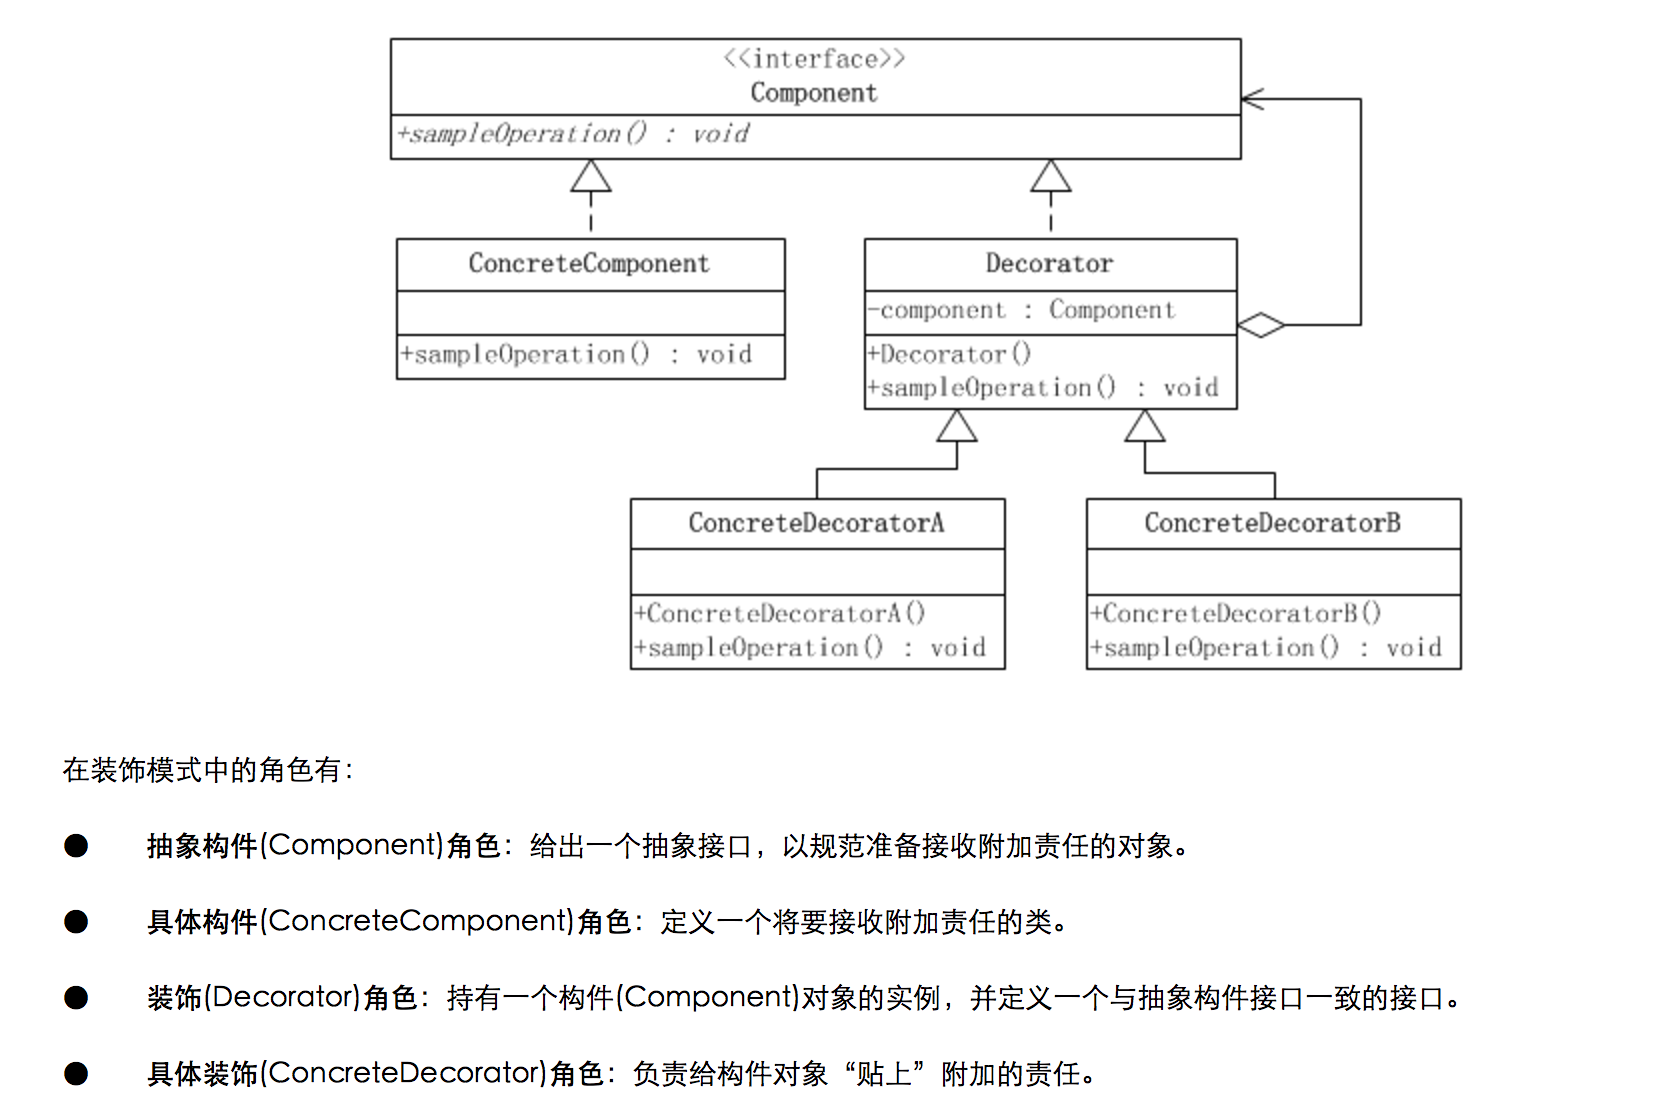 <<interface>>
Component
+sampleOperation() : void
ConcreteComponent
+sampleOperation() : void
Decorator
-component : Component
+Decorator()
+sampleOperation() : void
ConcreteDecoratorA
+ConcreteDecoratorA()
+sampleOperation() : void
ConcreteDecoratorB
+ConcreteDecoratorB()
+sampleOperation() : void
在装饰模式中的角色有：
● 抽象构件(Component)角色：给出一个抽象接口，以规范准备接收附加责任的对象。
● 具体构件(ConcreteComponent)角色：定义一个将要接收附加责任的类。
● 装饰(Decorator)角色：持有一个构件(Component)对象的实例，并定义一个与抽象构件接口一致的接口。
● 具体装饰(ConcreteDecorator)角色：负责给构件对象“贴上”附加的责任。